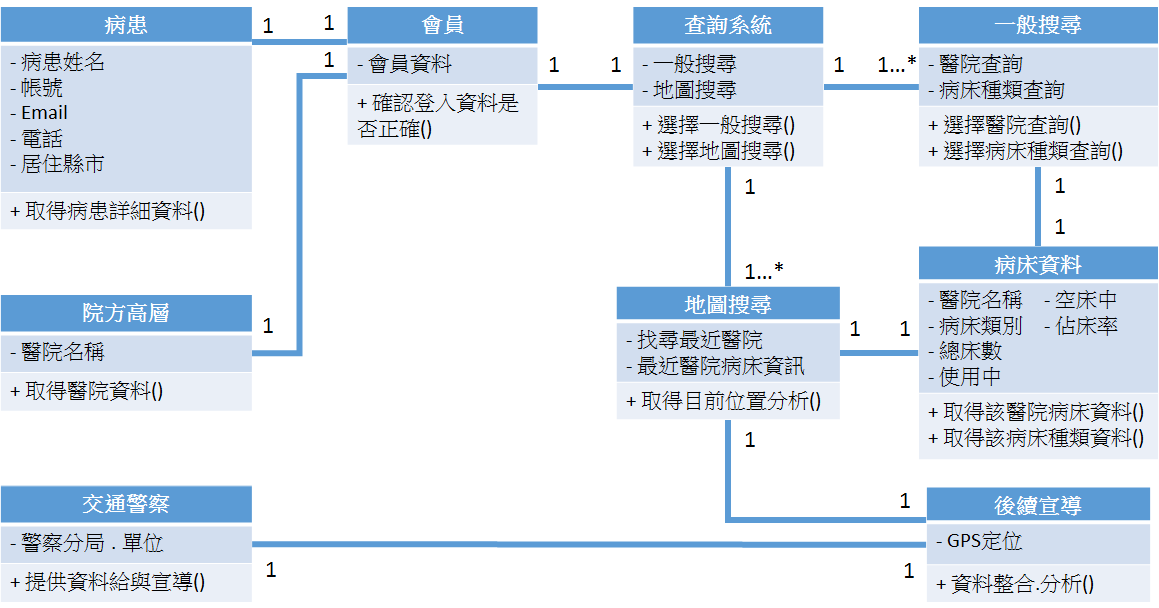 病患
- 病患姓名
- 帳號
- Email
- 電話
- 居住縣市
+ 取得病患詳細資料()
1
1
會員
- 會員資料
+ 確認登入資料是
否正確()
1
1
1
查詢系統
- 一般搜尋
- 地圖搜尋
+ 選擇一般搜尋()
+ 選擇地圖搜尋()
1
1...*
一般搜尋
- 醫院查詢
- 病床種類查詢
+ 選擇醫院查詢()
+ 選擇病床種類查詢()
1
1
1
1...*
院方高層
- 醫院名稱
+ 取得醫院資料()
1
地圖搜尋
- 找尋最近醫院
- 最近醫院病床資訊
+ 取得目前位置分析()
1
1
病床資料
- 醫院名稱 - 空床中
- 病床類別 - 佔床率
- 總床數
- 使用中
+ 取得該醫院病床資料()
+ 取得該病床種類資料()
1
1
交通警察
- 警察分局 . 單位
+ 提供資料給與宣導()
1
1
後續宣導
- GPS定位
+ 資料整合.分析()